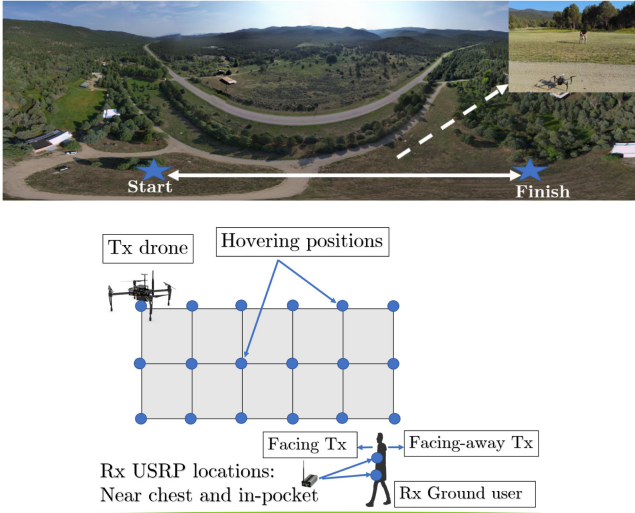 Start
Finish
Tx drone
Hovering positions
Facing Tx
Facing-away Tx
Rx USRP locations:
Near chest and in-pocket
Rx Ground user